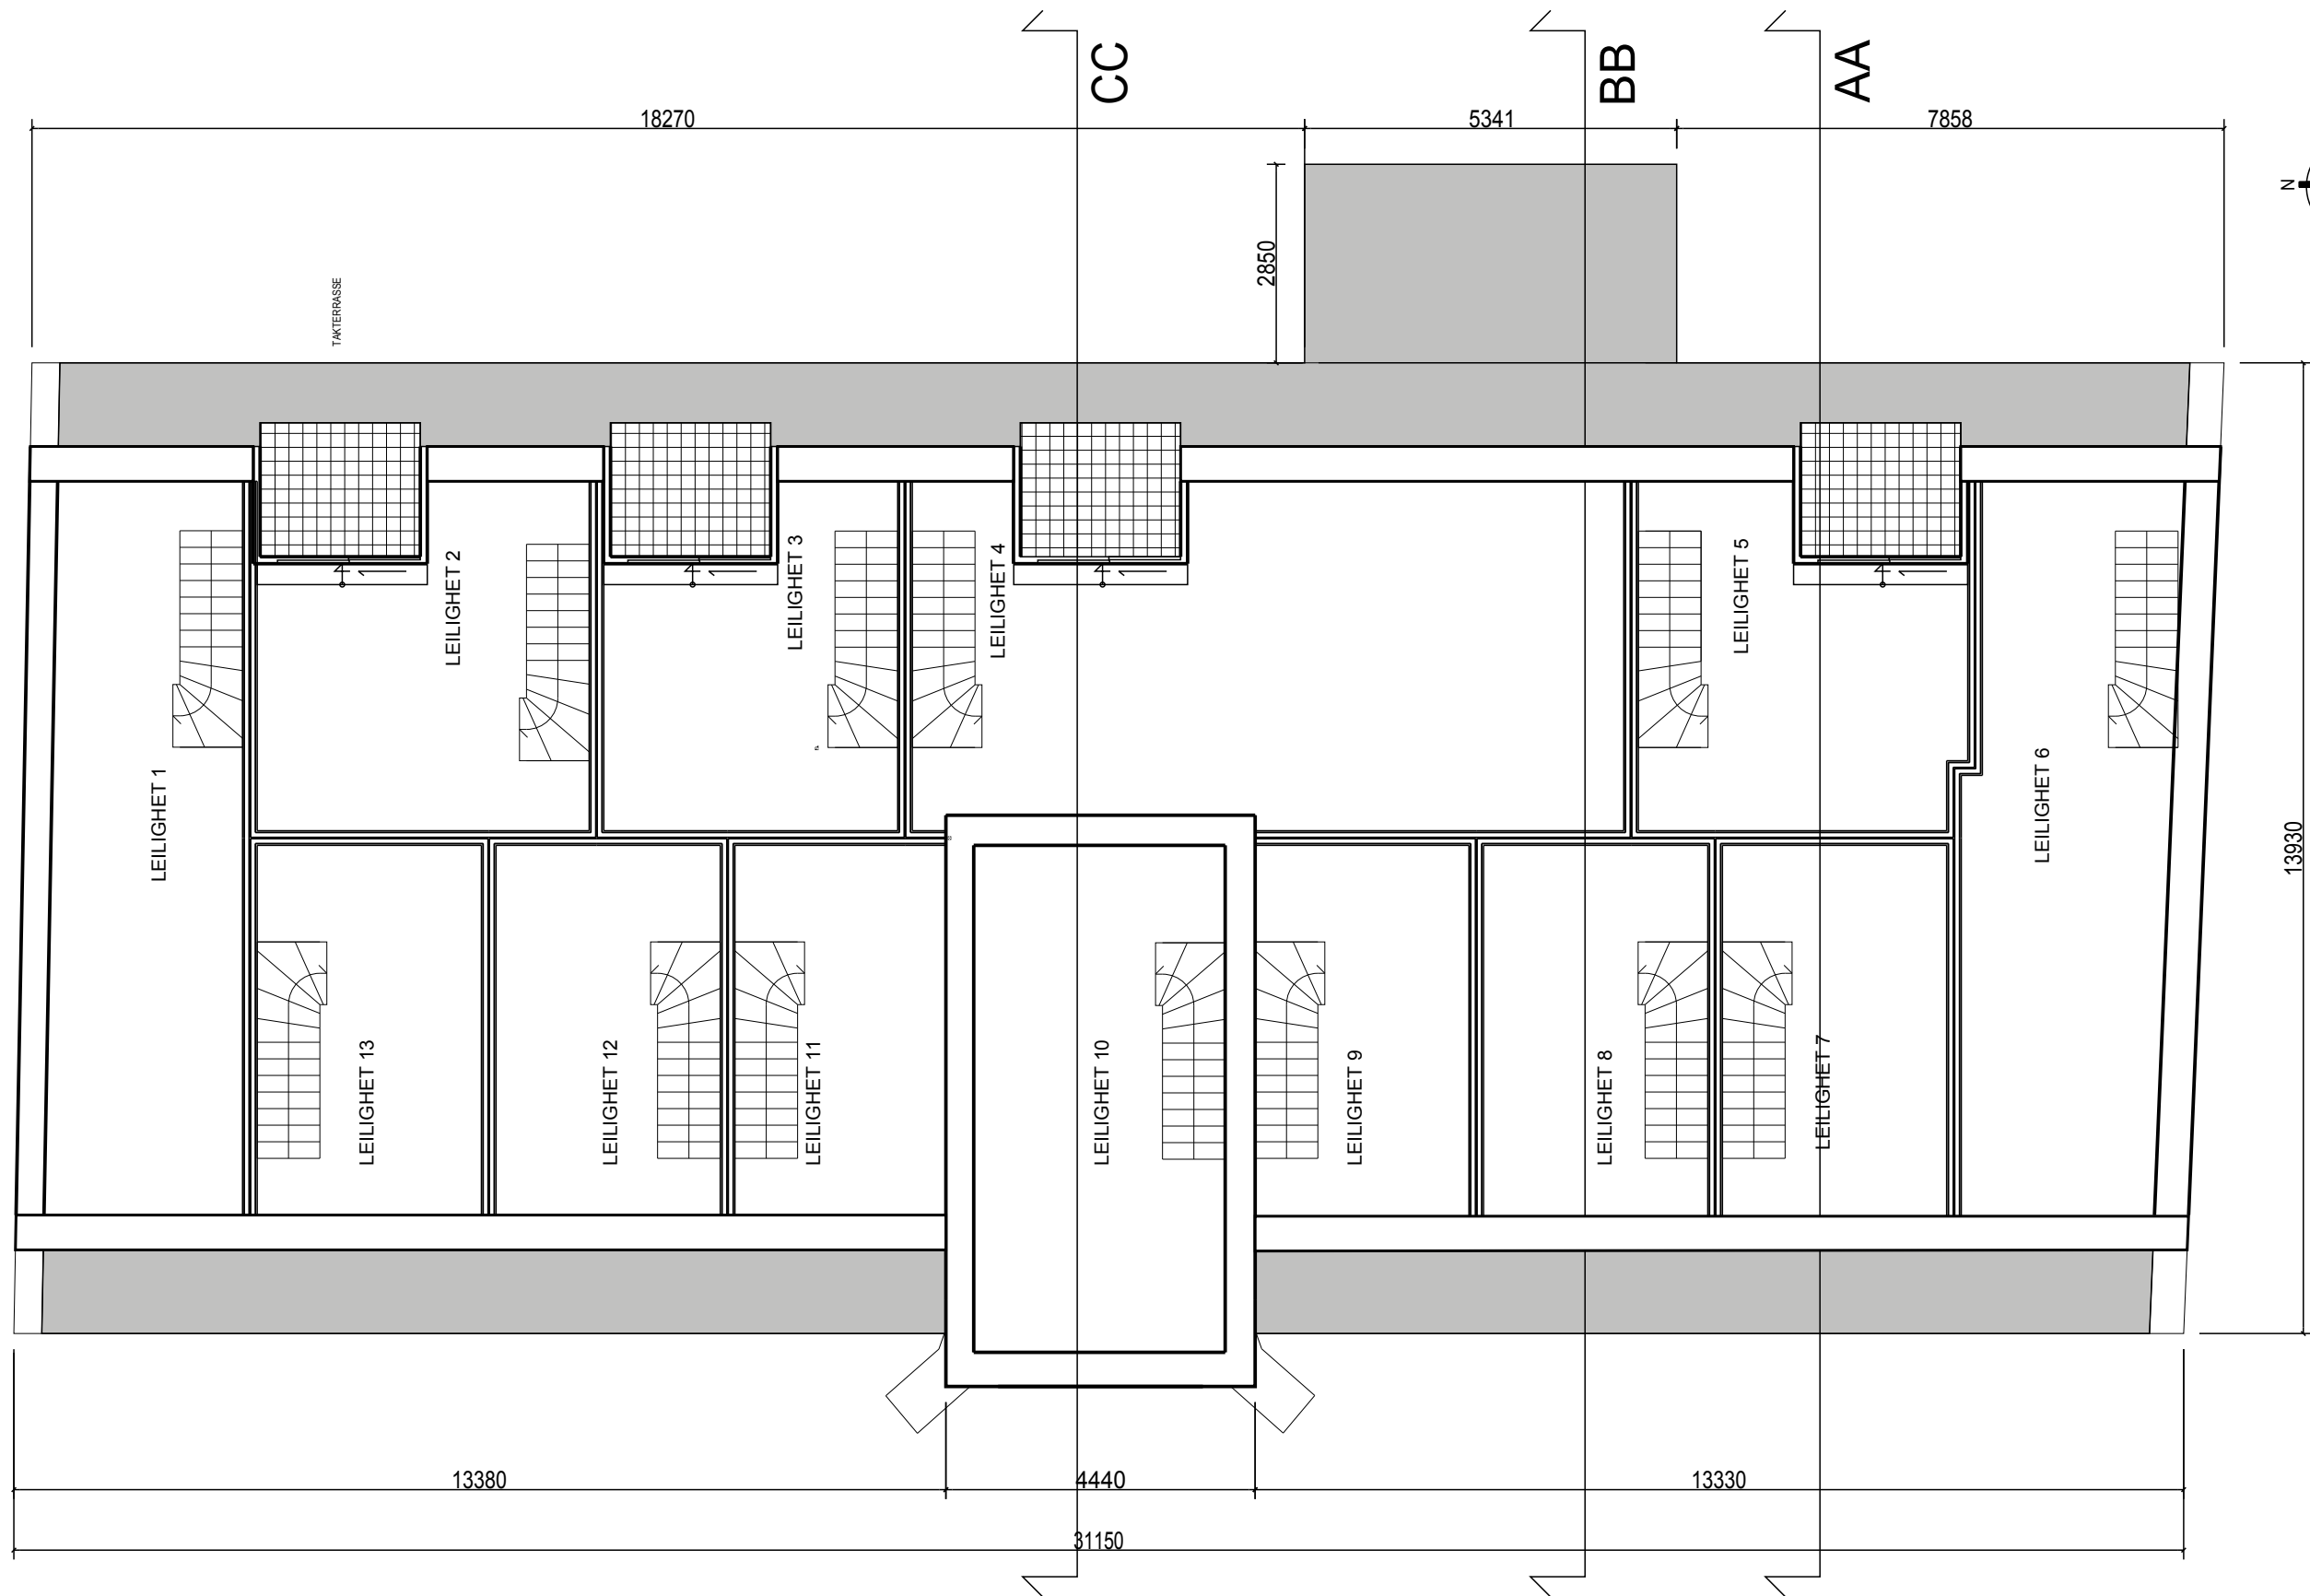 CC
BB
AA
18270
5341
7858
N
2850
TAKTERRASSE
LEILIGHET 1
LEILIGHET 2
LEILIGHET 3
LEILIGHET 4
LEILIGHET 5
LEILIGHET 6
13930
LEILIGHET 13
LEILIGHET 12
LEILIGHET 11
LEILIGHET 10
LEILIGHET 9
LEILIGHET 8
LEILIGHET 7
13380
4440
13330
31150